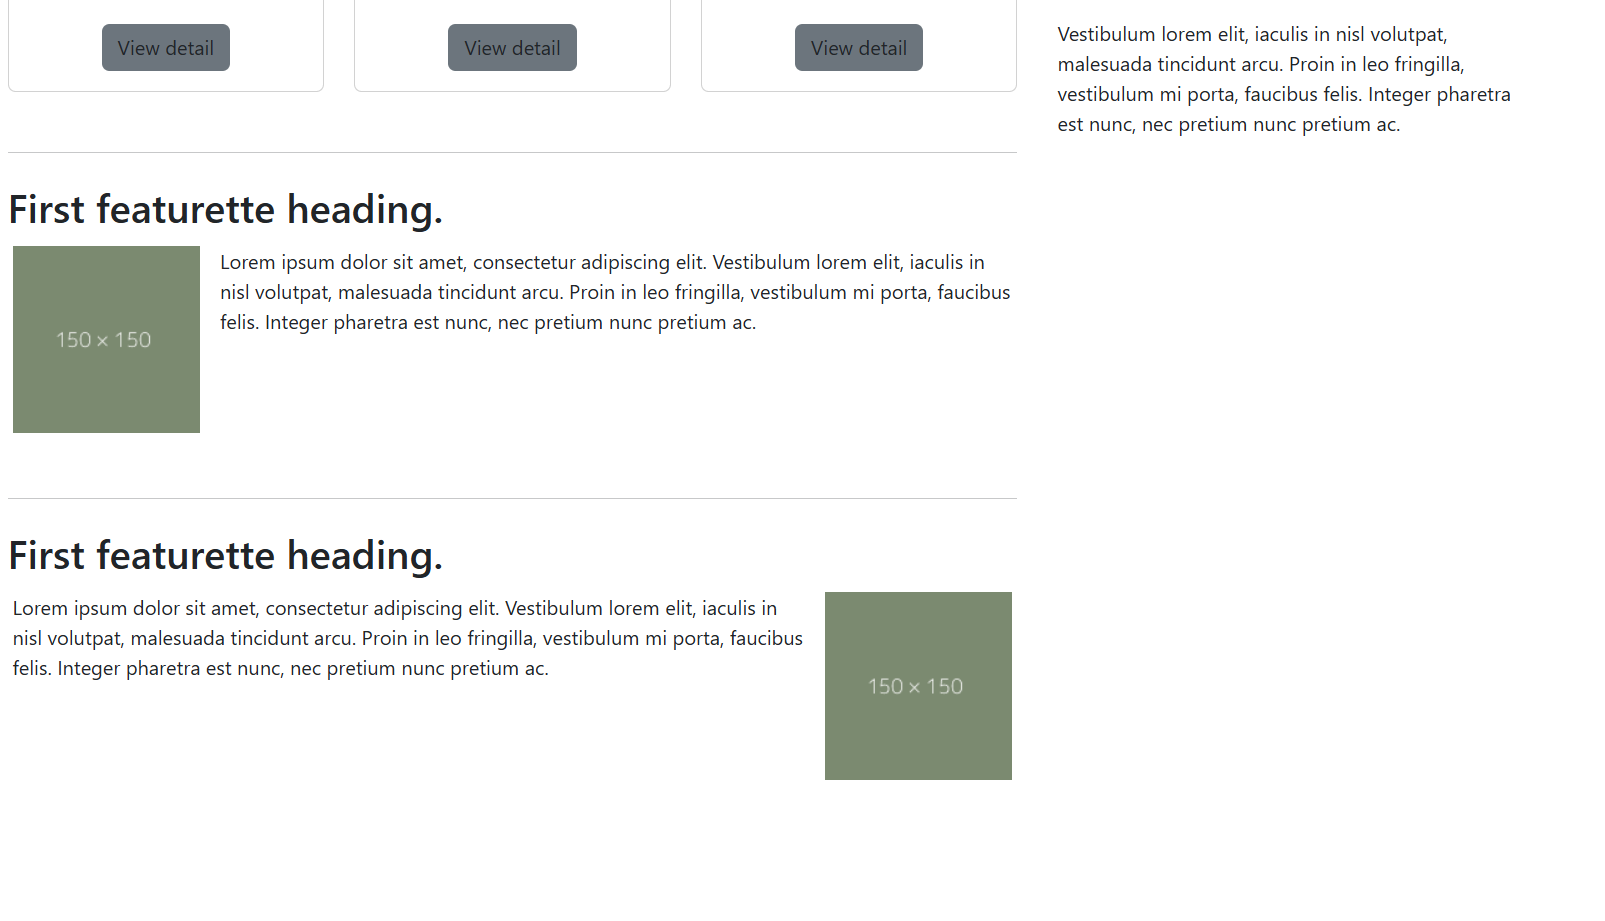 View detail
View detail
View detail
First featurette heading.
150 × 150
Lorem ipsum dolor sit amet, consectetur adipiscing elit. Vestibulum lorem elit, iaculis in
nisl volutpat, malesuada tincidunt arcu. Proin in leo fringilla, vestibulum mi porta, faucibus
felis. Integer pharetra est nunc, nec pretium nunc pretium ac.
First featurette heading.
Lorem ipsum dolor sit amet, consectetur adipiscing elit. Vestibulum lorem elit, iaculis in
nisl volutpat, malesuada tincidunt arcu. Proin in leo fringilla, vestibulum mi porta, faucibus
felis. Integer pharetra est nunc, nec pretium nunc pretium ac.
150 × 150
Vestibulum lorem elit, iaculis in nisl volutpat,
malesuada tincidunt arcu. Proin in leo fringilla,
vestibulum mi porta, faucibus felis. Integer pharetra
est nunc, nec pretium nunc pretium ac.